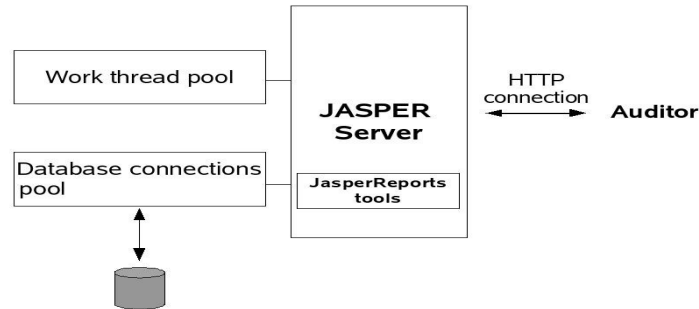 Work thread pool
Database connections
pool
JASPER
Server
JasperReports
tools
HTTP
connection
Auditor